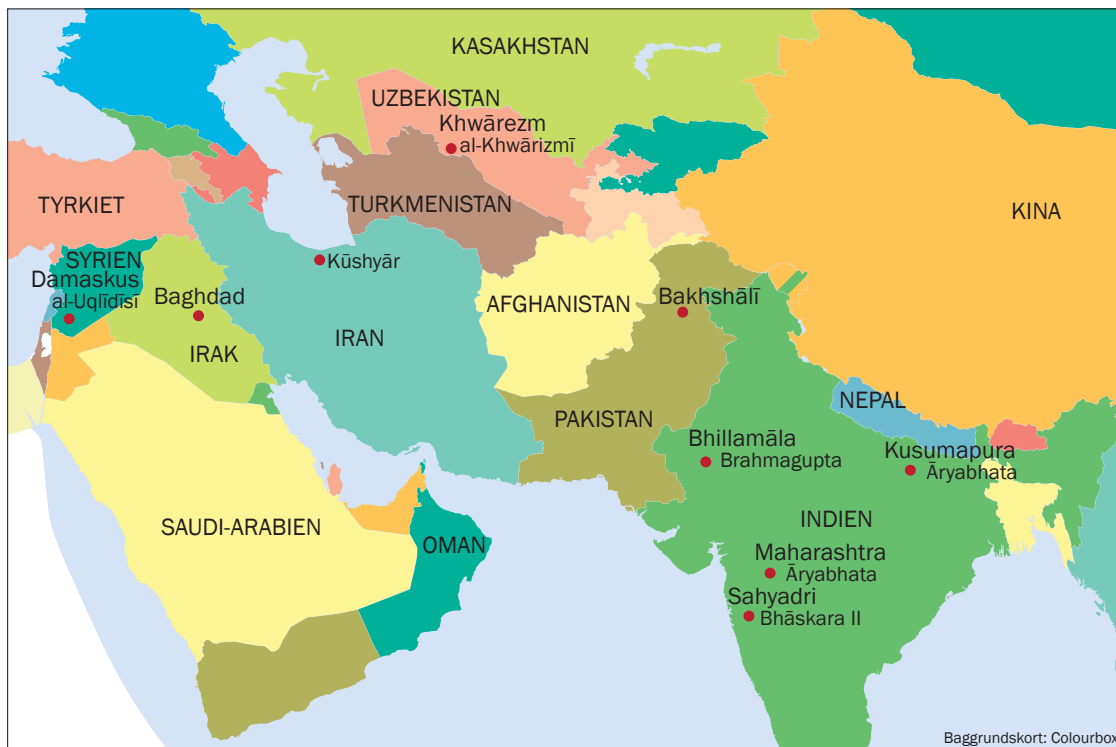 KASAKHSTAN
UZBEKISTAN
Khwārezm
al-Khwārizmī
TYRKIET
TURKMENISTAN
KINA
SYRIEN
Damaskus
al-Uqlīdīsī
Baghdad
Kūshyār
AFGHANISTAN
Bakhshālī
IRAK
IRAN
NEPAL
PAKISTAN
Bhillamāla
Brahmagupta
Kusumapura
Āryabhata
SAUDI-ARABIEN
OMAN
INDIEN
Maharashtra
Āryabhata
Sahyadri
Bhāskara II
Baggrundskort: Colourbox